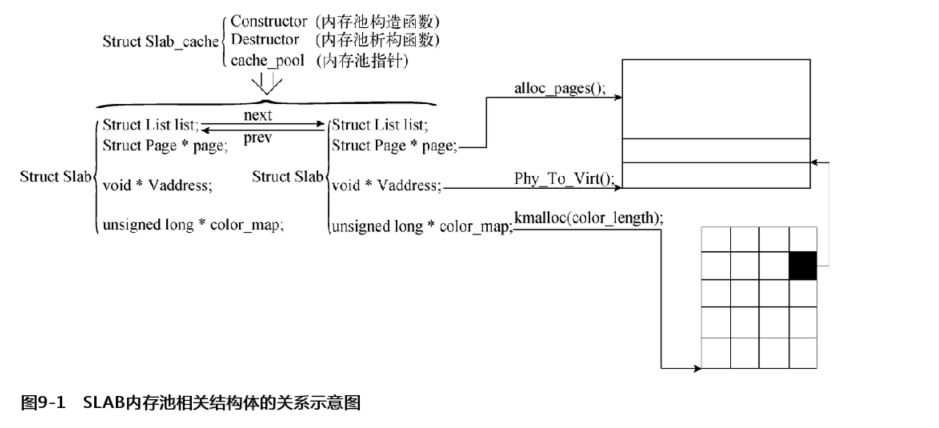 Constructor (内存池构造函数)
Struct Slab_cache Destructor (内存池析构函数)
cache_pool (内存池指针)
alloc_pages();
next
Struct List list; Struct List list;
prev
Struct Page * page; Struct Page * page;
Struct Slab void * Vaddress; Struct Slab void * Vaddress; Phy_To_Virt();
unsigned long * color_map; unsigned long * color_map; kmalloc(color_length);
图9-1 SLAB内存池相关结构体的关系示意图